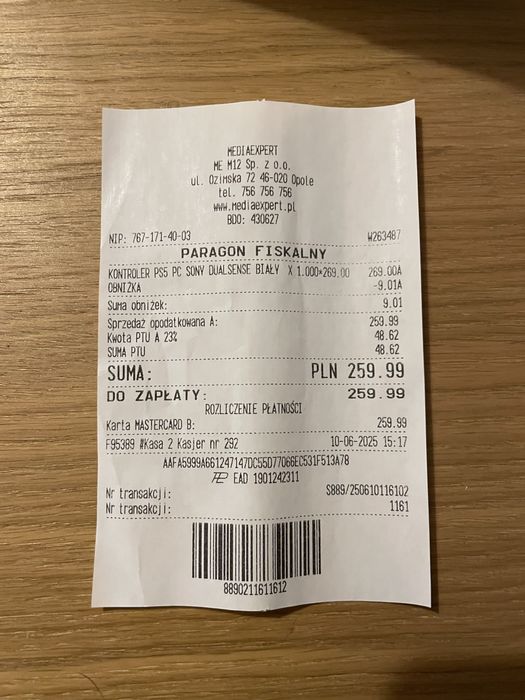 MEDIAEXPERT
ME M12 Sp. z o.o.
ul. Ozimska 72 46-020 Opole
tel. 756 756 756
www.mediaexpert.pl
BDO: 430627
NIP: 767-171-40-03 W263487
PARAGON FISKALNY
KONTROLER PS5 PC SONY DUALSENSE BIAŁY X 1.000*269.00 269.00A
OBNIŻKA -9.01A
Suma obniżek: 9.01
Sprzedaż opodatkowana A: 259.99
Kwota PTU A 23% 48.62
SUMA PTU 48.62
SUMA: PLN 259.99
DO ZAPŁATY: 259.99
ROZLICZENIE PŁATNOŚCI
Karta MASTERCARD B: 259.99
F95389 #Kasa 2 Kasjer nr 292 10-06-2025 15:17
AAFA5999A661247147DC55D77066EC531F513A78
EAD 1901242311
Nr transakcji: S889/250610116102
Nr transakcji: 1161
8890211611612